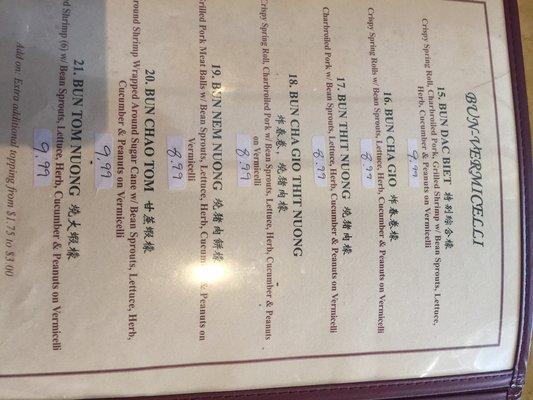 BUN-VERMICELLI
15. BUN DAC BIET 特別綜合檬
Crispy Spring Roll, Charbroiled Pork, Grilled Shrimp w/ Bean Sprouts, Lettuce,
Herb, Cucumber & Peanuts on Vermicelli
9.99
16. BUN CHA GIO 炸春卷檬
Crispy Spring Rolls w/ Bean Sprouts, Lettuce, Herb, Cucumber & Peanuts on Vermicelli
8.99
17. BUN THIT NUONG 燒豬肉檬
Charbroiled Pork w/ Bean Sprouts, Lettuce, Herb, Cucumber & Peanuts on Vermicelli
8.99
18. BUN CHA GIO THIT NUONG
炸春卷, 燒豬肉檬
Crispy Spring Roll, Charbroiled Pork w/ Bean Sprouts, Lettuce, Herb, Cucumber & Peanuts
on Vermicelli
8.99
19. BUN NEM NUONG 燒豬肉餅檬
Grilled Pork Meat Balls w/ Bean Sprouts, Lettuce, Herb, Cucumber & Peanuts on
Vermicelli
8.99
20. BUN CHAO TOM 甘蔗蝦檬
round Shrimp Wrapped Around Sugar Cane w/ Bean Sprouts, Lettuce, Herb,
Cucumber & Peanuts on Vermicelli
9.99
21. BUN TOM NUONG 燒大蝦檬
d Shrimp (6) w/ Bean Sprouts, Lettuce, Herb, Cucumber & Peanuts on Vermicelli
9.99
Add on: Extra additional topping from $1.75 to $3.00